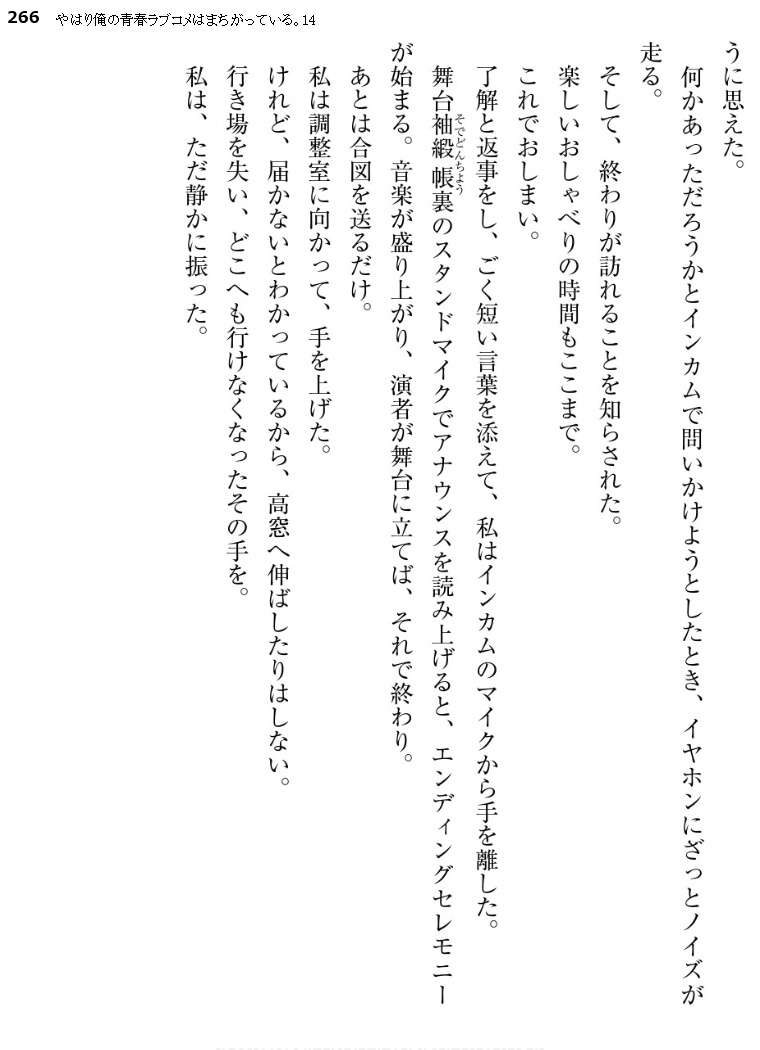 266 やはり俺の青春ラブコメはまちがっている。14
うに思えた。
何かあっただろうかとインカムで問いかけようとしたとき、イヤホンにざっとノイズが
走る。
そして、終わりが訪れることを知らされた。
楽しいおしゃべりの時間もここまで。
これでおしまい。
了解と返事をし、ごく短い言葉を添えて、私はインカムのマイクから手を離した。
舞台袖緞帳裏のスタンドマイクでアナウンスを読み上げると、エンディングセレモニー
そでどんちよう
が始まる。音楽が盛り上がり、演者が舞台に立てば、それで終わり。
あとは合図を送るだけ。
私は調整室に向かって、手を上げた。
けれど、届かないとわかっているから、高窓へ伸ばしたりはしない。
行き場を失い、どこへも行けなくなったその手を。
私は、ただ静かに振った。